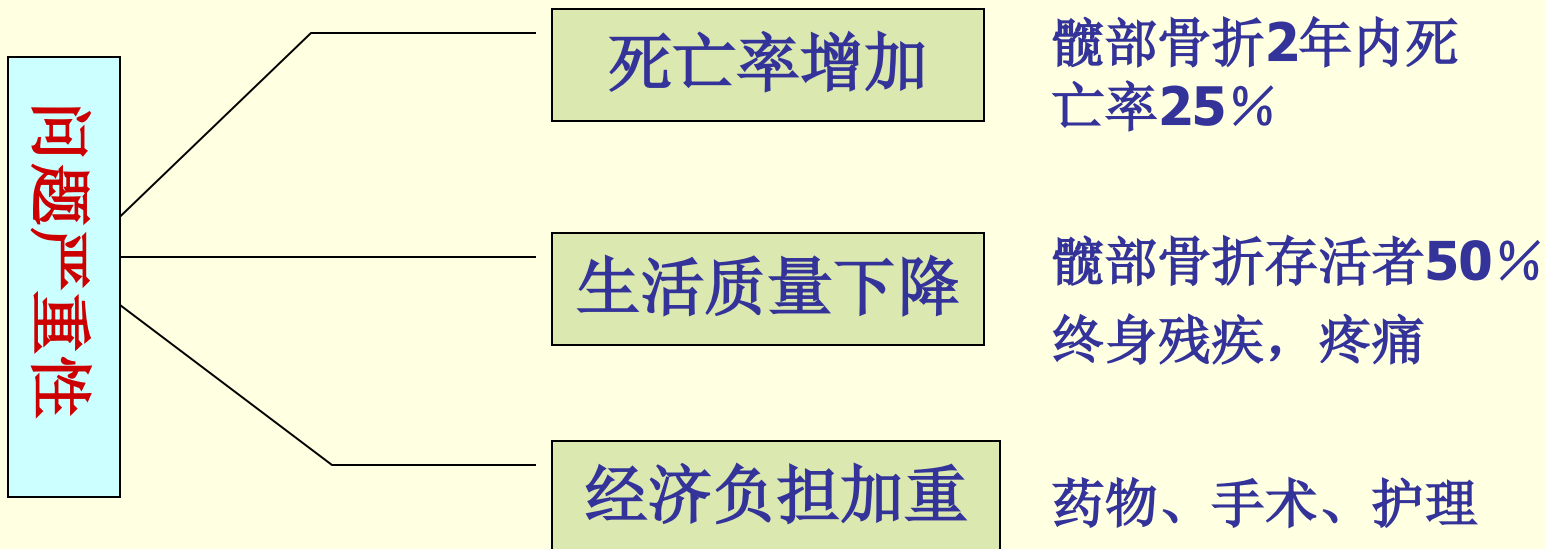 问题严重性
死亡率增加
髋部骨折2年内死
亡率25％
生活质量下降
髋部骨折存活者50％
终身残疾，疼痛
经济负担加重
药物、手术、护理